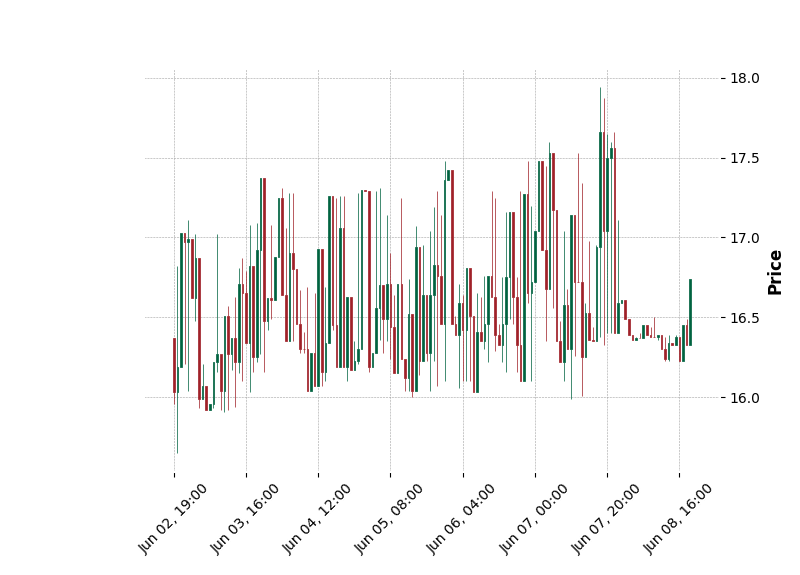 18.0
17.5
17.0
16.5
16.0
Price
Jun 02, 19:00
Jun 03, 16:00
Jun 04, 12:00
Jun 05, 08:00
Jun 06, 04:00
Jun 07, 00:00
Jun 07, 20:00
Jun 08, 16:00